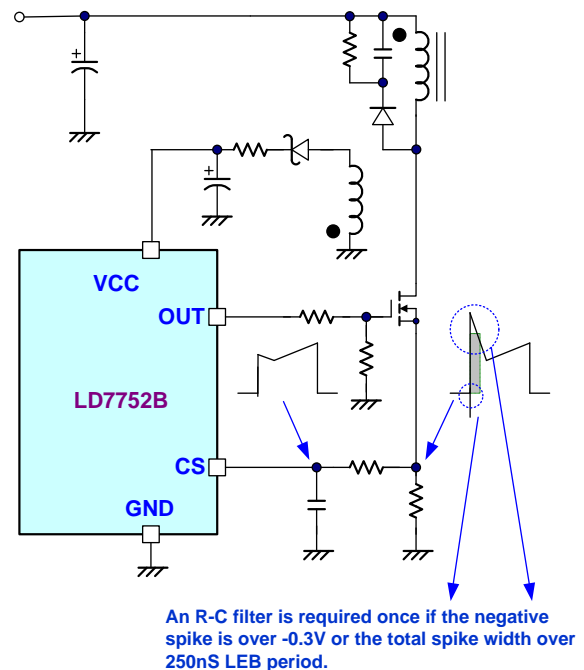 +
+
VCC
OUT
LD7752B
CS
GND
An R-C filter is required once if the negative
spike is over -0.3V or the total spike width over
250nS LEB period.